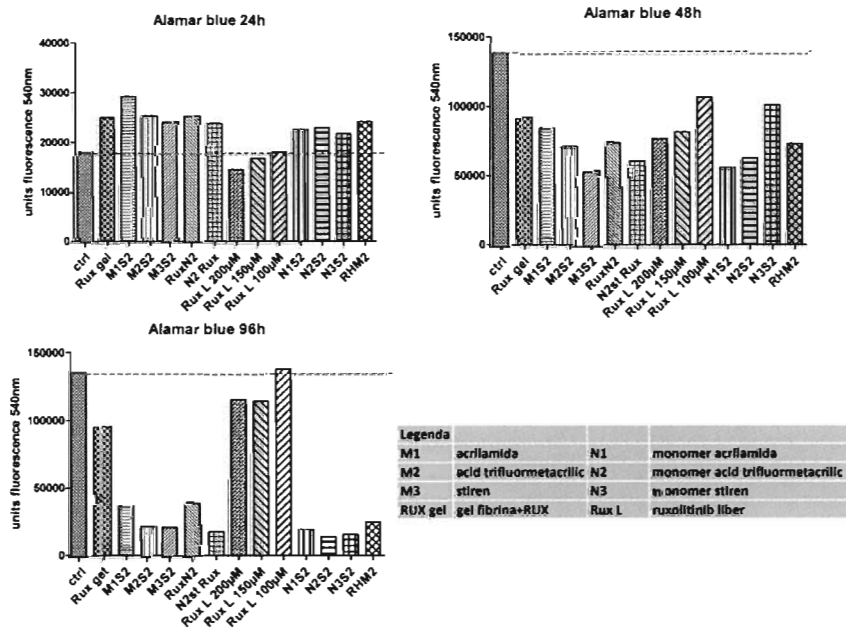 Alamar blue 24h
units fluorescence 540nm
40000
30000
20000
10000
0
ctrl
Rux gel
M1S2
M2S2
M3S2
RuxN2
N2 Rux
Rux L 200µM
Rux L 150µM
Rux L 100µM
N1S2
N2S2
N3S2
RHM2
Alamar blue 48h
units fluorescence 540nm
150000
100000
50000
0
ctrl
Rux gel
M1S2
M2S2
M3S2
RuxN2
N2st Rux
Rux L 200µM
Rux L 150µM
Rux L 100µM
N1S2
N2S2
N3S2
RHM2
Alamar blue 96h
units fluorescence 540nm
150000
100000
50000
0
ctrl
Rux gel
M1S2
M2S2
M3S2
RuxN2
N2st Rux
Rux L 200µM
Rux L 150µM
Rux L 100µM
N1S2
N2S2
N3S2
RHM2
Legenda
M1 acrilamida N1 monomer acrilamida
M2 acid trifluormetacrilic N2 monomer acid trifluormetacrilic
M3 stiren N3 monomer stiren
RUX gel gel fibrina+RUX Rux L ruxolitinib liber